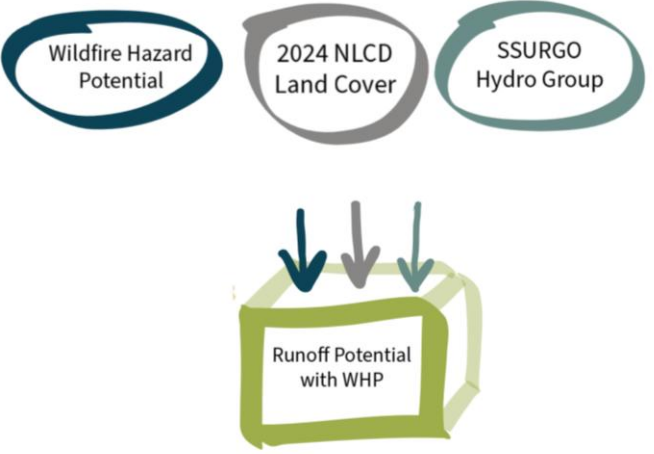 Wildfire Hazard
Potential
2024 NLCD
Land Cover
SSURGO
Hydro Group
Runoff Potential
with WHP